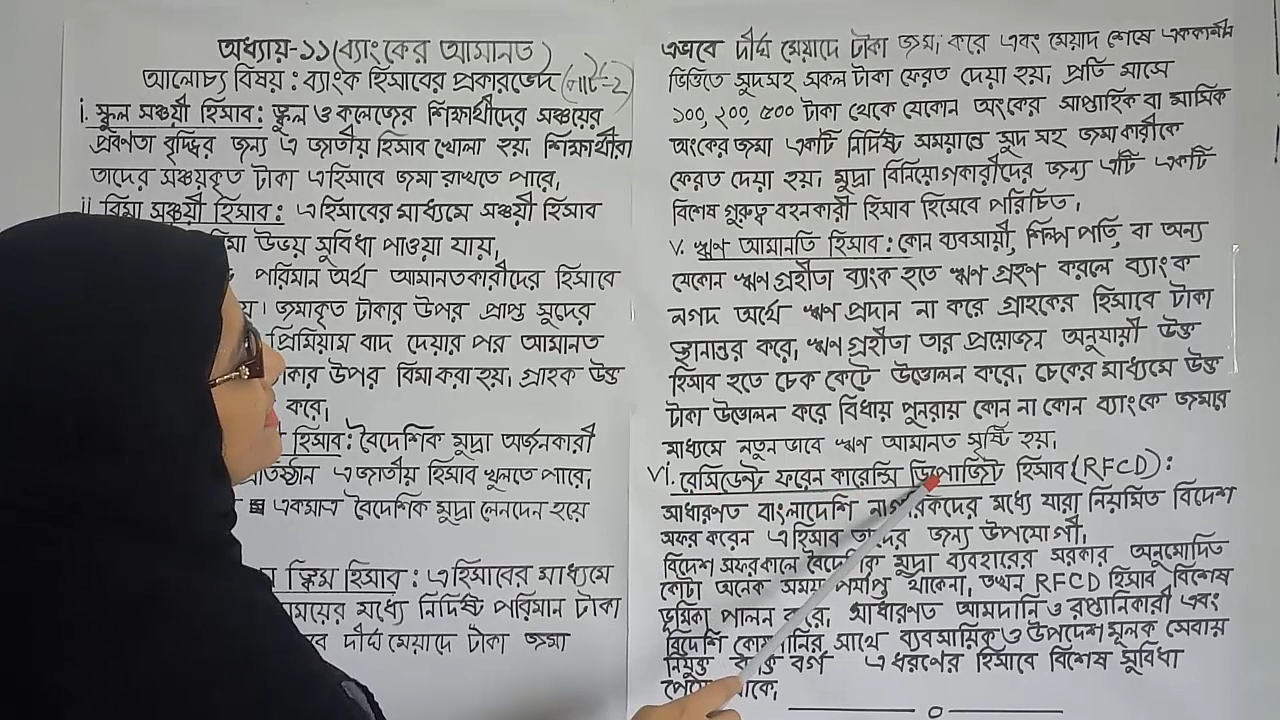 অধ্যায়-১১(ব্যাংকের আমানত)
আলোচ্য বিষয় : ব্যাংক হিসাবের প্রকারভেদ (পার্ট-২)
i. স্কুল সঞ্চয়ী হিসাব : স্কুল ও কলেজের শিক্ষার্থীদের সঞ্চয়ের
প্রবণতা বৃদ্ধির জন্য এ জাতীয় হিসাব খোলা হয়। শিক্ষার্থীরা
তাদের সঞ্চয়কৃত টাকা এহিসাবে জমা রাখতে পারে,
ii বিমা সঞ্চয়ী হিসাব : এ হিসাবের মাধ্যমে সঞ্চয়ী হিসাব
উভয় সুবিধা পাওয়া যায়,
পরিমান অর্থ আমানতকারীদের হিসাবে
জমাকৃত টাকার উপর প্রাপ্ত সুদের
প্রিমিয়াম বাদ দেয়ার পর আমানত
উপর বিমা করা হয়। গ্রাহক উক্ত
করে,
হিসাব: বৈদেশিক মুদ্রা অর্জনকারী
এজাতীয় হিসাব খুলতে পারে,
একমাত্র বৈদেশিক মুদ্রা লেনদেন হয়ে
স্কিম হিসাব : এ হিসাবের মাধ্যমে
মধ্যে নির্দিষ্ট পরিমান টাকা
দীর্ঘ মেয়াদে টাকা জমা
এভবে দীর্ঘ মেয়াদে টাকা জমা করে এবং মেয়াদ শেষে এককালীন
ভিত্তিতে সুদসহ সকল টাকা ফেরত দেয়া হয়। প্রতি মাসে
১০০, ২০০, ৫০০ টাকা থেকে যেকোন অংকের সাপ্তাহিক বা মাসিক
অংকের জমা একটি নির্দিষ্ট সময়ান্তে সুদ সহ জমাকারীকে
ফেরত দেয়া হয়। মুদ্রা বিনিয়োগকারীদের জন্য এটি একটি
বিশেষ গুরুত্ব বহনকারী হিসাব হিসেবে পরিচিত,
v. ঋণ আমানতি হিসাব : কোন ব্যবসায়ী, শিল্প পতি, বা অন্য
যেকোন ঋণ গ্রহীতা ব্যাংক হতে ঋণ গ্রহণ করলে ব্যাংক
নগদ অর্থে ঋণ প্রদান না করে গ্রাহকের হিসাবে টাকা
স্থানান্তর করে, ঋণ গ্রহীতা তার প্রয়োজন অনুযায়ী উক্ত
হিসাব হতে চেক কেটে উত্তোলন করে, চেকের মাধ্যমে উক্ত
টাকা উত্তোলন করে বিধায় পুনরায় কোন না কোন ব্যাংকে জমার
মাধ্যমে নতুন ভাবে ঋণ আমানত সৃষ্টি হয়,
vi. রেসিডেন্ট ফরেন কারেন্সি ডিপোজিট হিসাব (RFCD) :
সাধারণত বাংলাদেশি নাগরিকদের মধ্যে যারা নিয়মিত বিদেশ
সফর করেন এ হিসাব তাদের জন্য উপযোগী,
বিদেশ সফরকালে বৈদেশিক মুদ্রা ব্যবহারের সরকার অনুমোদিত
কোটা অনেক সময় পর্যাপ্ত থাকেনা, তখন RFCD হিসাব বিশেষ
ভূমিকা পালন করে, সাধারণত আমদানি ও রপ্তানিকারী এবং
বিদেশি কোম্পানির সাথে ব্যবসায়িক ও উপদেশ মূলক সেবায়
নিযুক্ত ব্যক্তি বর্গ এ ধরণের হিসাবে বিশেষ সুবিধা
পেয়ে থাকে,